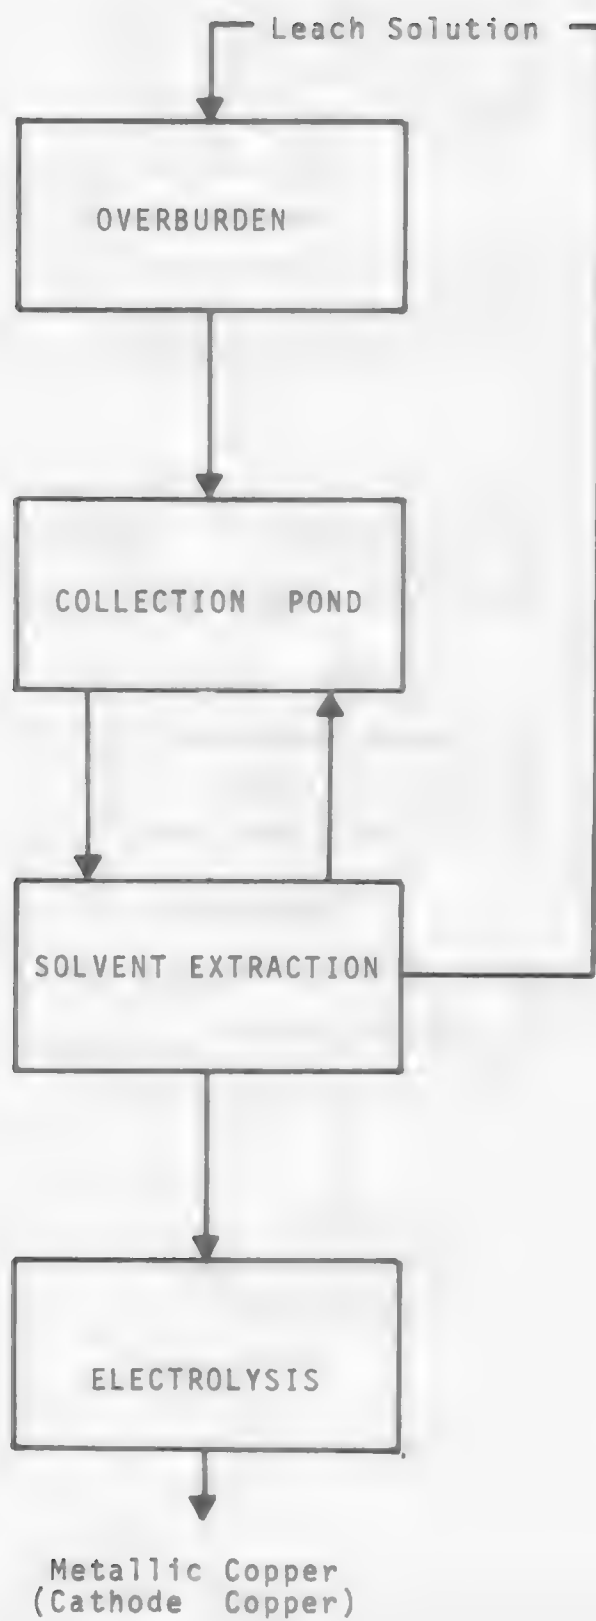 Leach Solution
OVERBURDEN
COLLECTION POND
SOLVENT EXTRACTION
ELECTROLYSIS
Metallic Copper
(Cathode Copper)